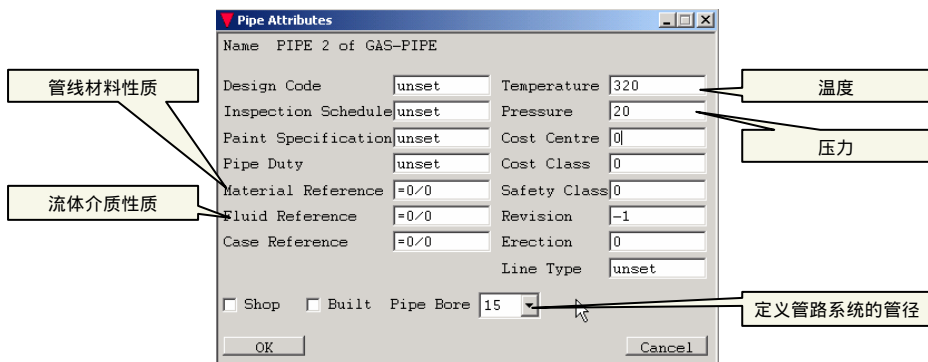 Pipe Attributes
Name PIPE 2 of GAS-PIPE
Design Code unset Temperature 320
Inspection Schedule unset Pressure 20
Paint Specification unset Cost Centre 0
Pipe Duty unset Cost Class 0
Material Reference =0/0 Safety Class 0
Fluid Reference =0/0 Revision -1
Case Reference =0/0 Erection 0
Line Type unset
Shop Built Pipe Bore 15
OK Cancel
管线材料性质
流体介质性质
温度
压力
定义管路系统的管径